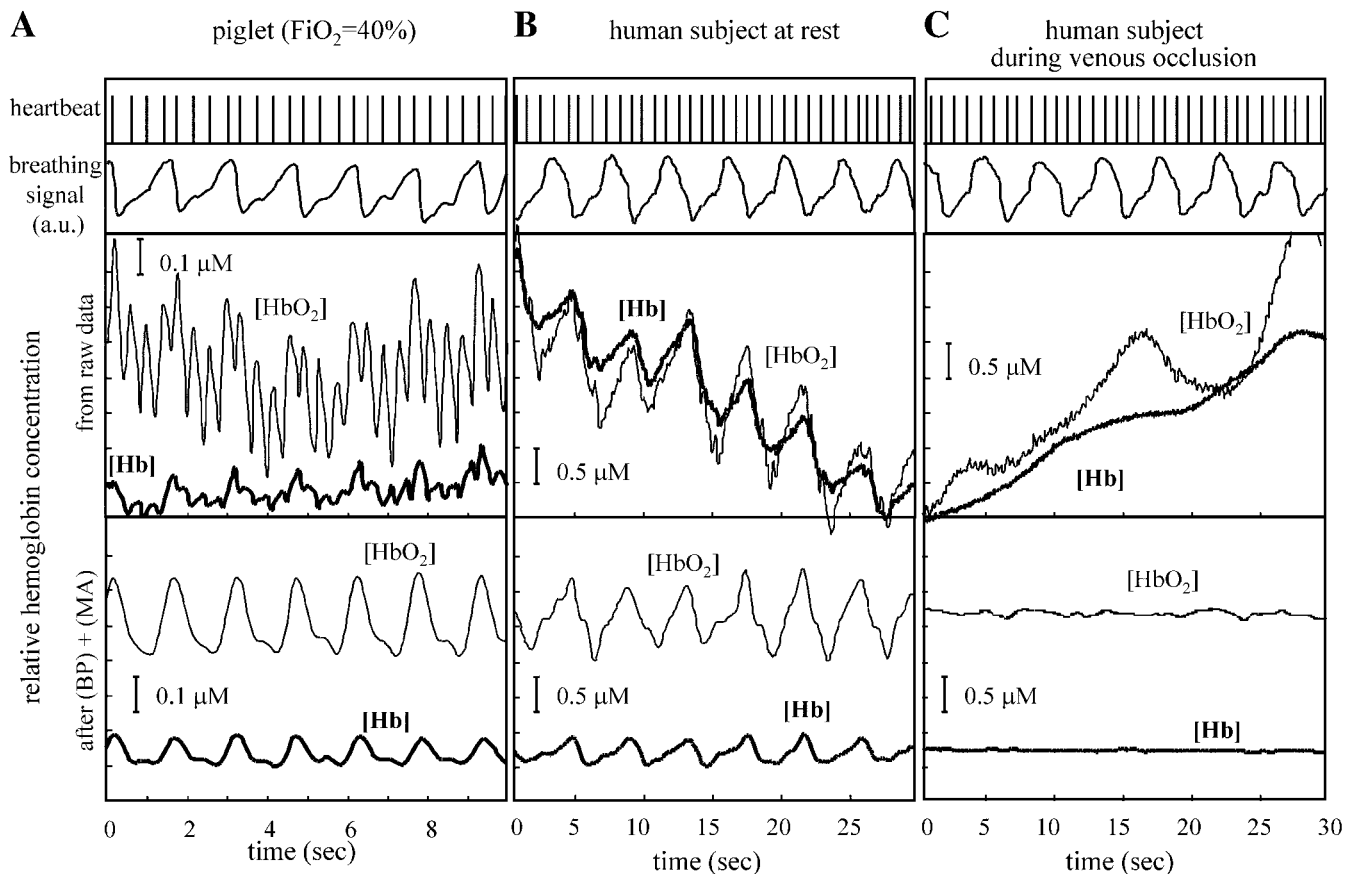 A piglet (FiO₂=40%)
B human subject at rest
C human subject
during venous occlusion
heartbeat
breathing
signal
(a.u.)
relative hemoglobin concentration
from raw data
0.1 µM
[HbO₂]
[Hb]
[Hb]
[HbO₂]
0.5 µM
[HbO₂]
0.5 µM
[Hb]
after (BP) + (MA)
[HbO₂]
0.1 µM
[Hb]
[HbO₂]
0.5 µM
[Hb]
[HbO₂]
0.5 µM
[Hb]
0 2 4 6 8
time (sec)
0 5 10 15 20 25
time (sec)
0 5 10 15 20 25 30
time (sec)